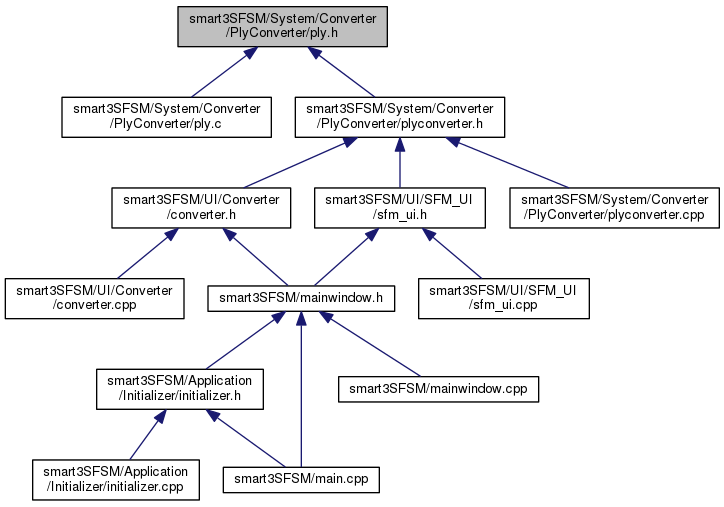 smart3SFSM/System/Converter
/PlyConverter/ply.h
smart3SFSM/System/Converter
/PlyConverter/ply.c
smart3SFSM/System/Converter
/PlyConverter/plyconverter.h
smart3SFSM/UI/Converter
/converter.h
smart3SFSM/UI/SFM_UI
/sfm_ui.h
smart3SFSM/System/Converter
/PlyConverter/plyconverter.cpp
smart3SFSM/UI/Converter
/converter.cpp
smart3SFSM/mainwindow.h
smart3SFSM/UI/SFM_UI
/sfm_ui.cpp
smart3SFSM/Application
/Initializer/initializer.h
smart3SFSM/mainwindow.cpp
smart3SFSM/Application
/Initializer/initializer.cpp
smart3SFSM/main.cpp